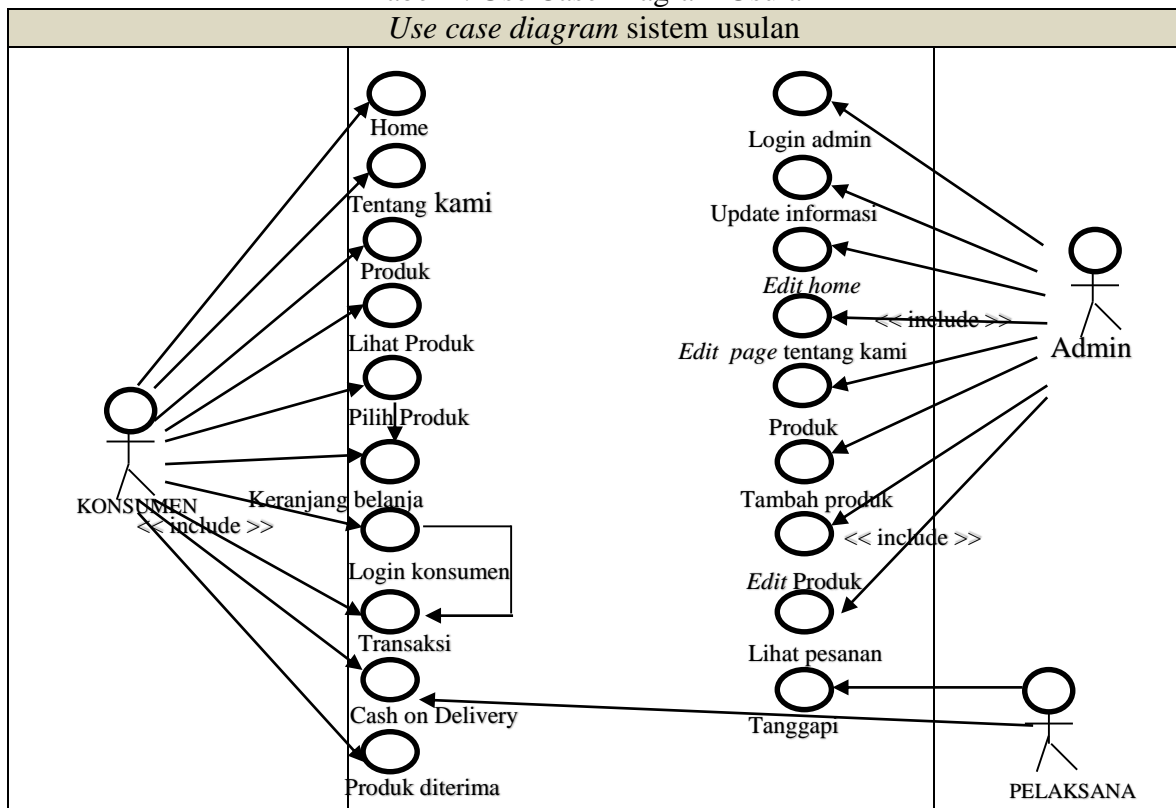 Use case diagram sistem usulan
Home
Tentang kami
Produk
Lihat Produk
Pilih Produk
Keranjang belanja
KONSUMEN
<< include >>
Login konsumen
Transaksi
Cash on Delivery
Produk diterima
Login admin
Update informasi
Edit home
<< include >>
Edit page tentang kami
Produk
Tambah produk
<< include >>
Edit Produk
Lihat pesanan
Tanggapi
Admin
PELAKSANA